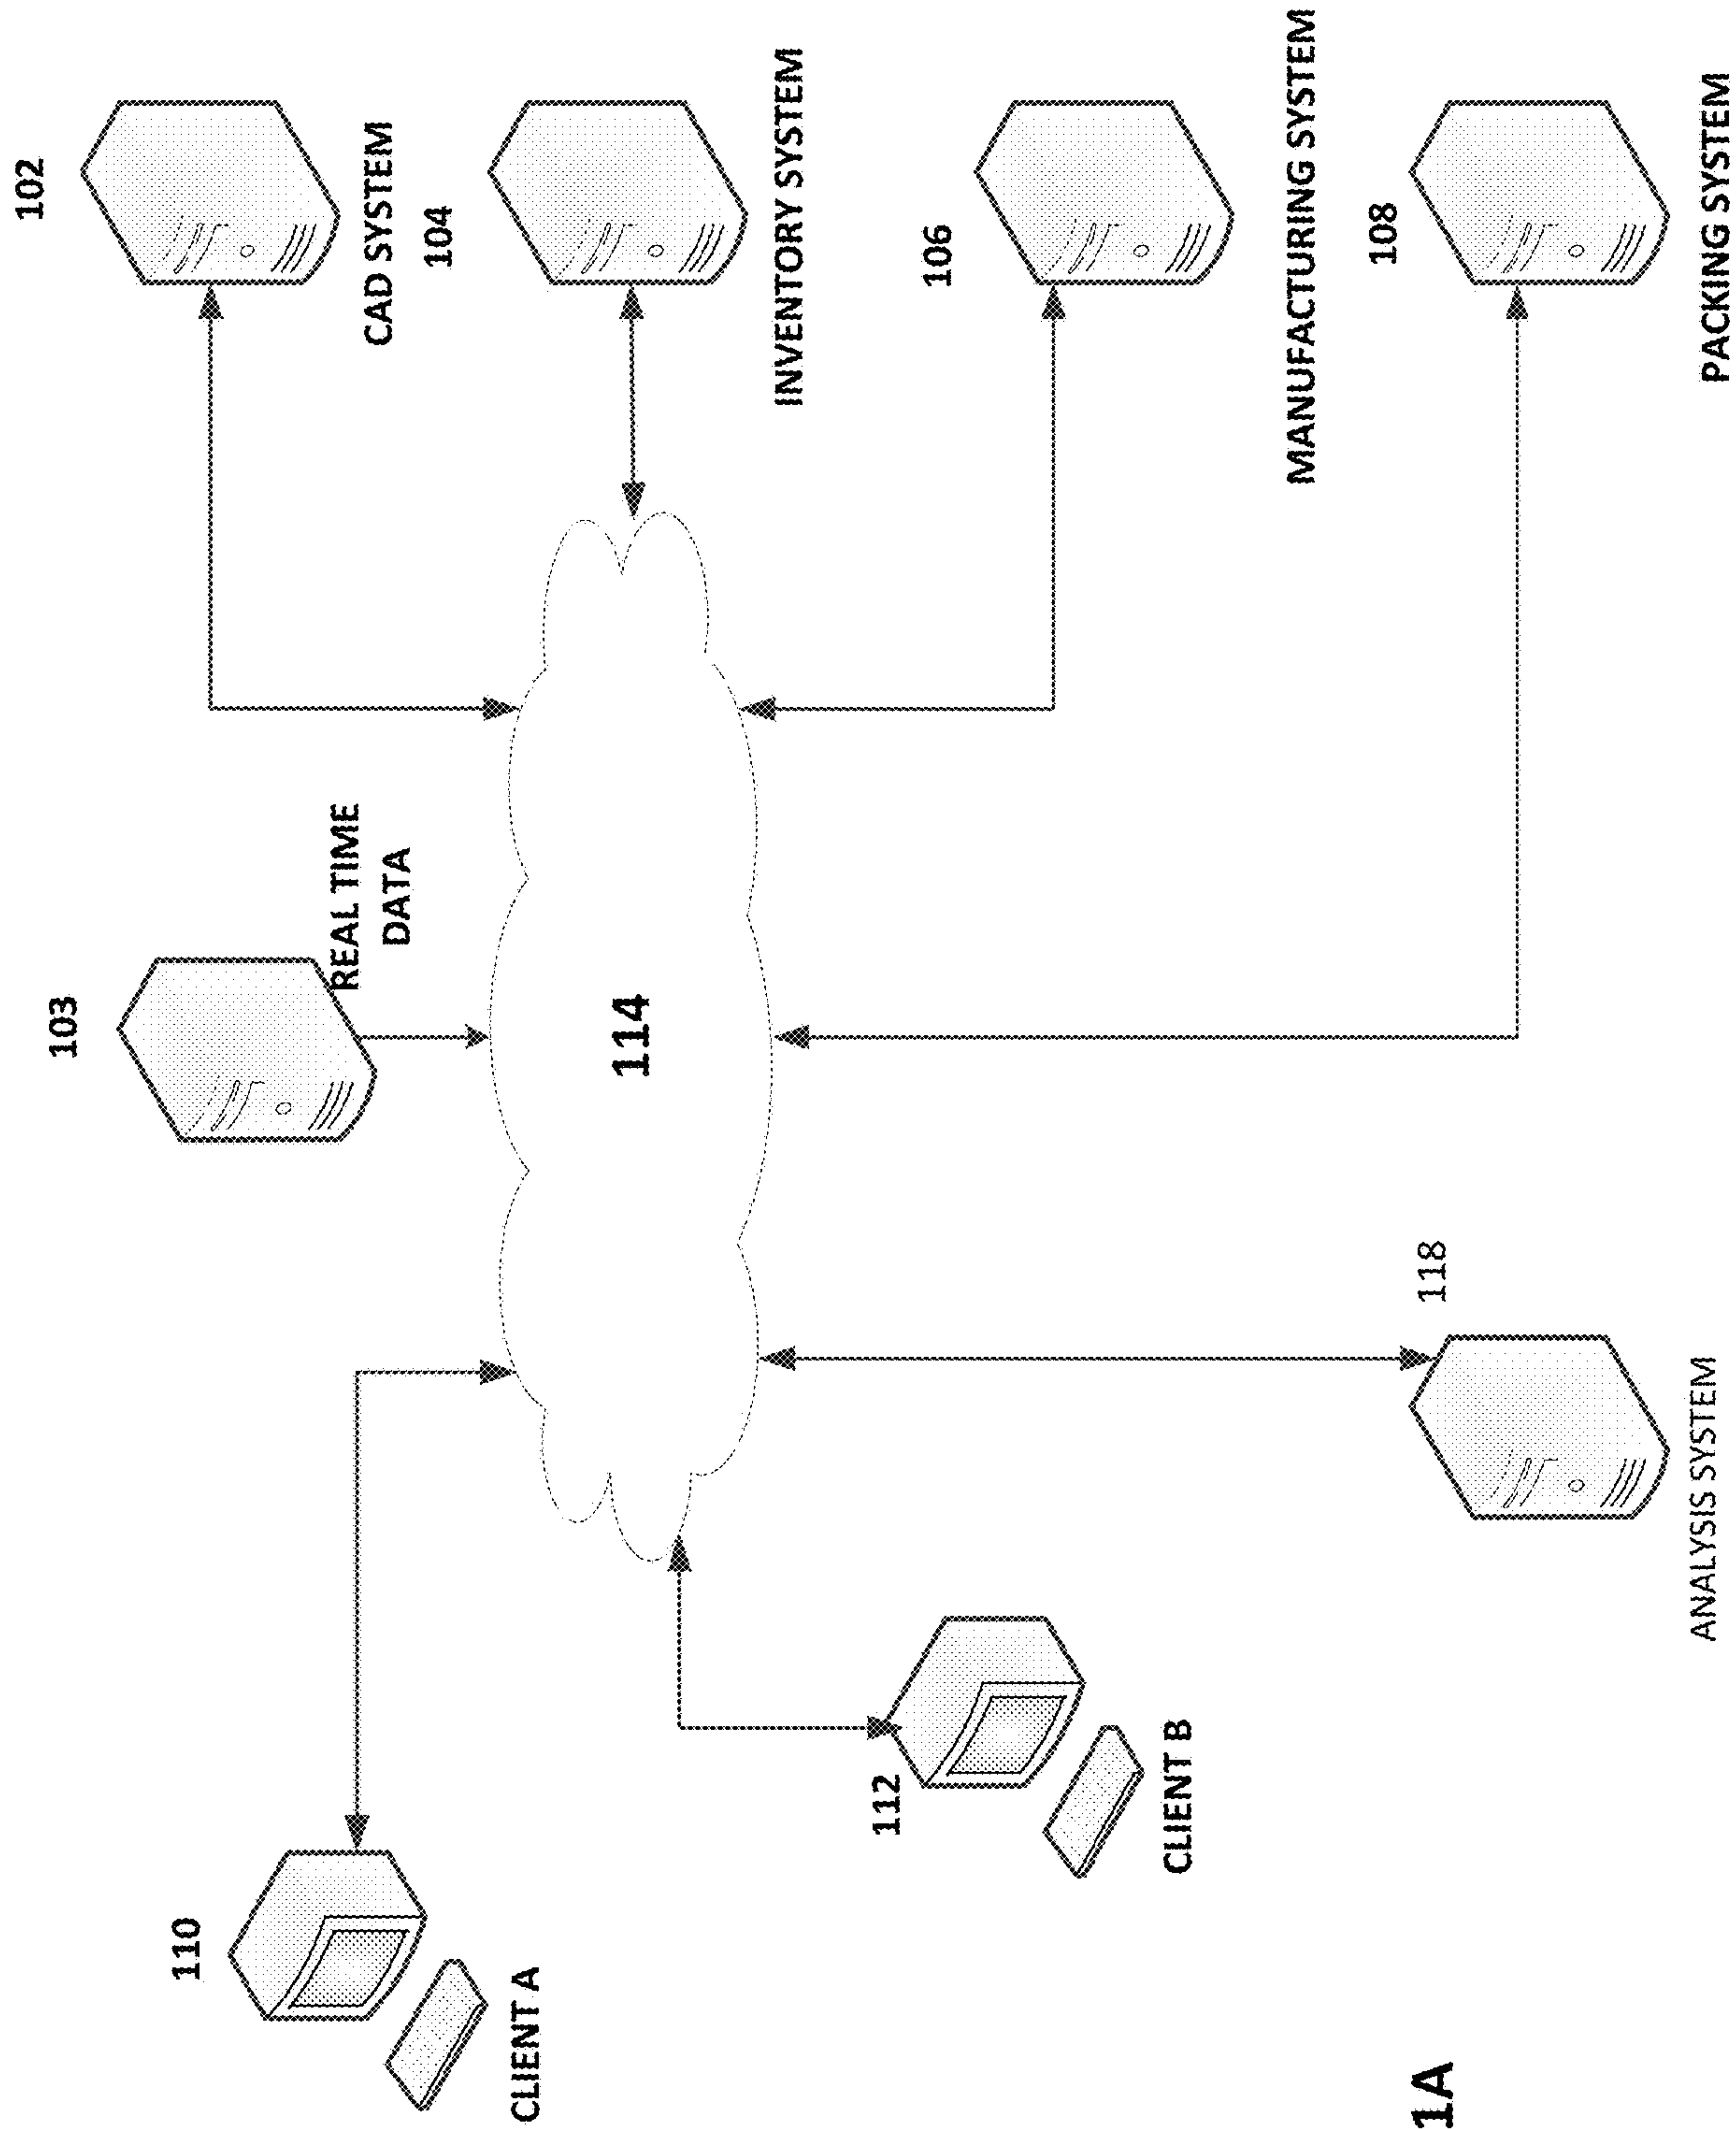 110
CLIENT A
103
REAL TIME
DATA
102
CAD SYSTEM
104
INVENTORY SYSTEM
114
112
CLIENT B
106
MANUFACTURING SYSTEM
118
ANALYSIS SYSTEM
108
PACKING SYSTEM
1A